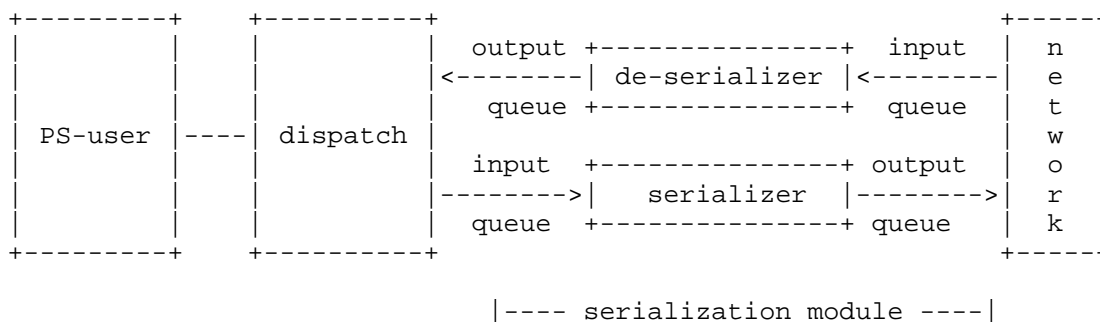 output input n
de-serializer e
queue queue t
PS-user dispatch w
input output o
serializer r
queue queue k
serialization module